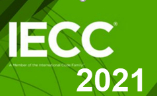 IECC®
A Member of the International Code Family®
2021